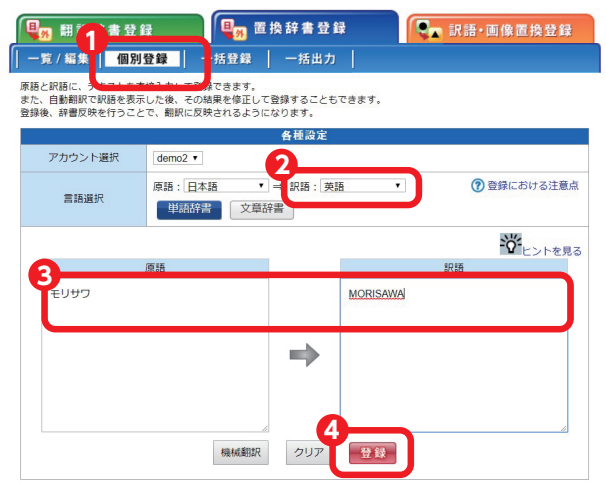 日外 翻訳辞書登録 日外 置換辞書登録 訳語・画像置換登録
一覧 / 編集 個別登録 一括登録 一括出力
1
原語と訳語に、テキストを直接入力して登録できます。
また、自動翻訳で訳語を表示した後、その結果を修正して登録することもできます。
登録後、辞書反映を行うことで、翻訳に反映されるようになります。
各種設定
アカウント選択 demo2
2
言語選択 原語：日本語 ⇒ 訳語：英語 ? 登録における注意点
単語辞書 文章辞書
ヒントを見る
原語 訳語
3
モリサワ MORISAWA
4
機械翻訳 クリア 登録